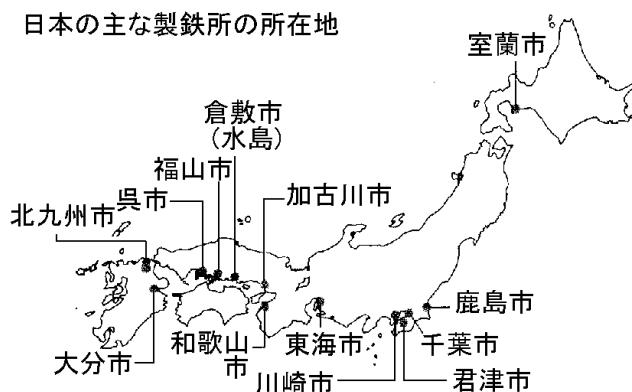 日本の主な製鉄所の所在地
室蘭市
倉敷市
(水島)
福山市
呉市
加古川市
北九州市
鹿島市
大分市
和歌山
市
東海市
千葉市
川崎市
君津市